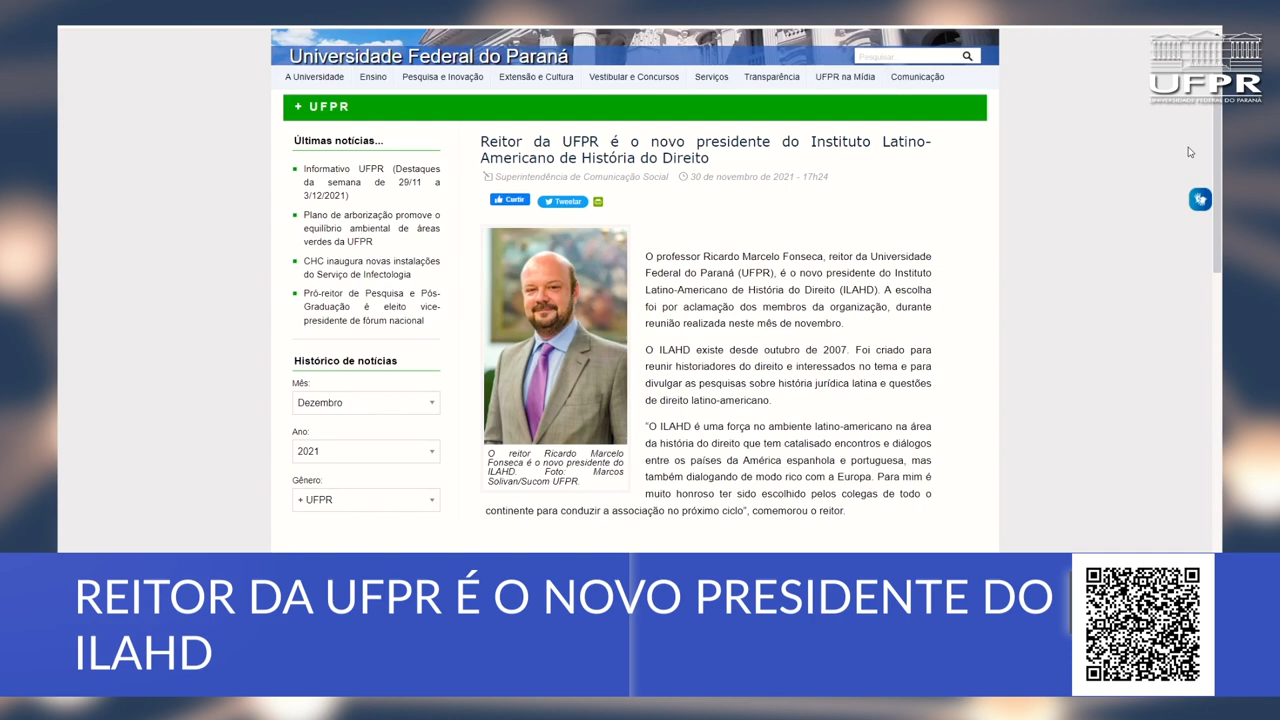 Universidade Federal do Paraná
Pesquisar...
A Universidade Ensino Pesquisa e Inovação Extensão e Cultura Vestibular e Concursos Serviços Transparência UFPR na Mídia Comunicação
UFPR
UNIVERSIDADE FEDERAL DO PARANÁ
+ UFPR
Últimas notícias...
Informativo UFPR (Destaques
da semana de 29/11 a
3/12/2021)
Plano de arborização promove o
equilíbrio ambiental de áreas
verdes da UFPR
CHC inaugura novas instalações
do Serviço de Infectologia
Pró-reitor de Pesquisa e Pós-
Graduação é eleito vice-
presidente de fórum nacional
Histórico de notícias
Mês:
Dezembro
Ano:
2021
Gênero:
+ UFPR
Reitor da UFPR é o novo presidente do Instituto Latino-
Americano de História do Direito
Superintendência de Comunicação Social 30 de novembro de 2021 - 17h24
Curtir Tweetar
O reitor Ricardo Marcelo
Fonseca é o novo presidente do
ILAHD. Foto: Marcos
Solivan/Sucom UFPR.
O professor Ricardo Marcelo Fonseca, reitor da Universidade
Federal do Paraná (UFPR), é o novo presidente do Instituto
Latino-Americano de História do Direito (ILAHD). A escolha
foi por aclamação dos membros da organização, durante
reunião realizada neste mês de novembro.
O ILAHD existe desde outubro de 2007. Foi criado para
reunir historiadores do direito e interessados no tema e para
divulgar as pesquisas sobre história jurídica latina e questões
de direito latino-americano.
“O ILAHD é uma força no ambiente latino-americano na área
da história do direito que tem catalisado encontros e diálogos
entre os países da América espanhola e portuguesa, mas
também dialogando de modo rico com a Europa. Para mim é
muito honroso ter sido escolhido pelos colegas de todo o
continente para conduzir a associação no próximo ciclo”, comemorou o reitor.
REITOR DA UFPR É O NOVO PRESIDENTE DO
ILAHD